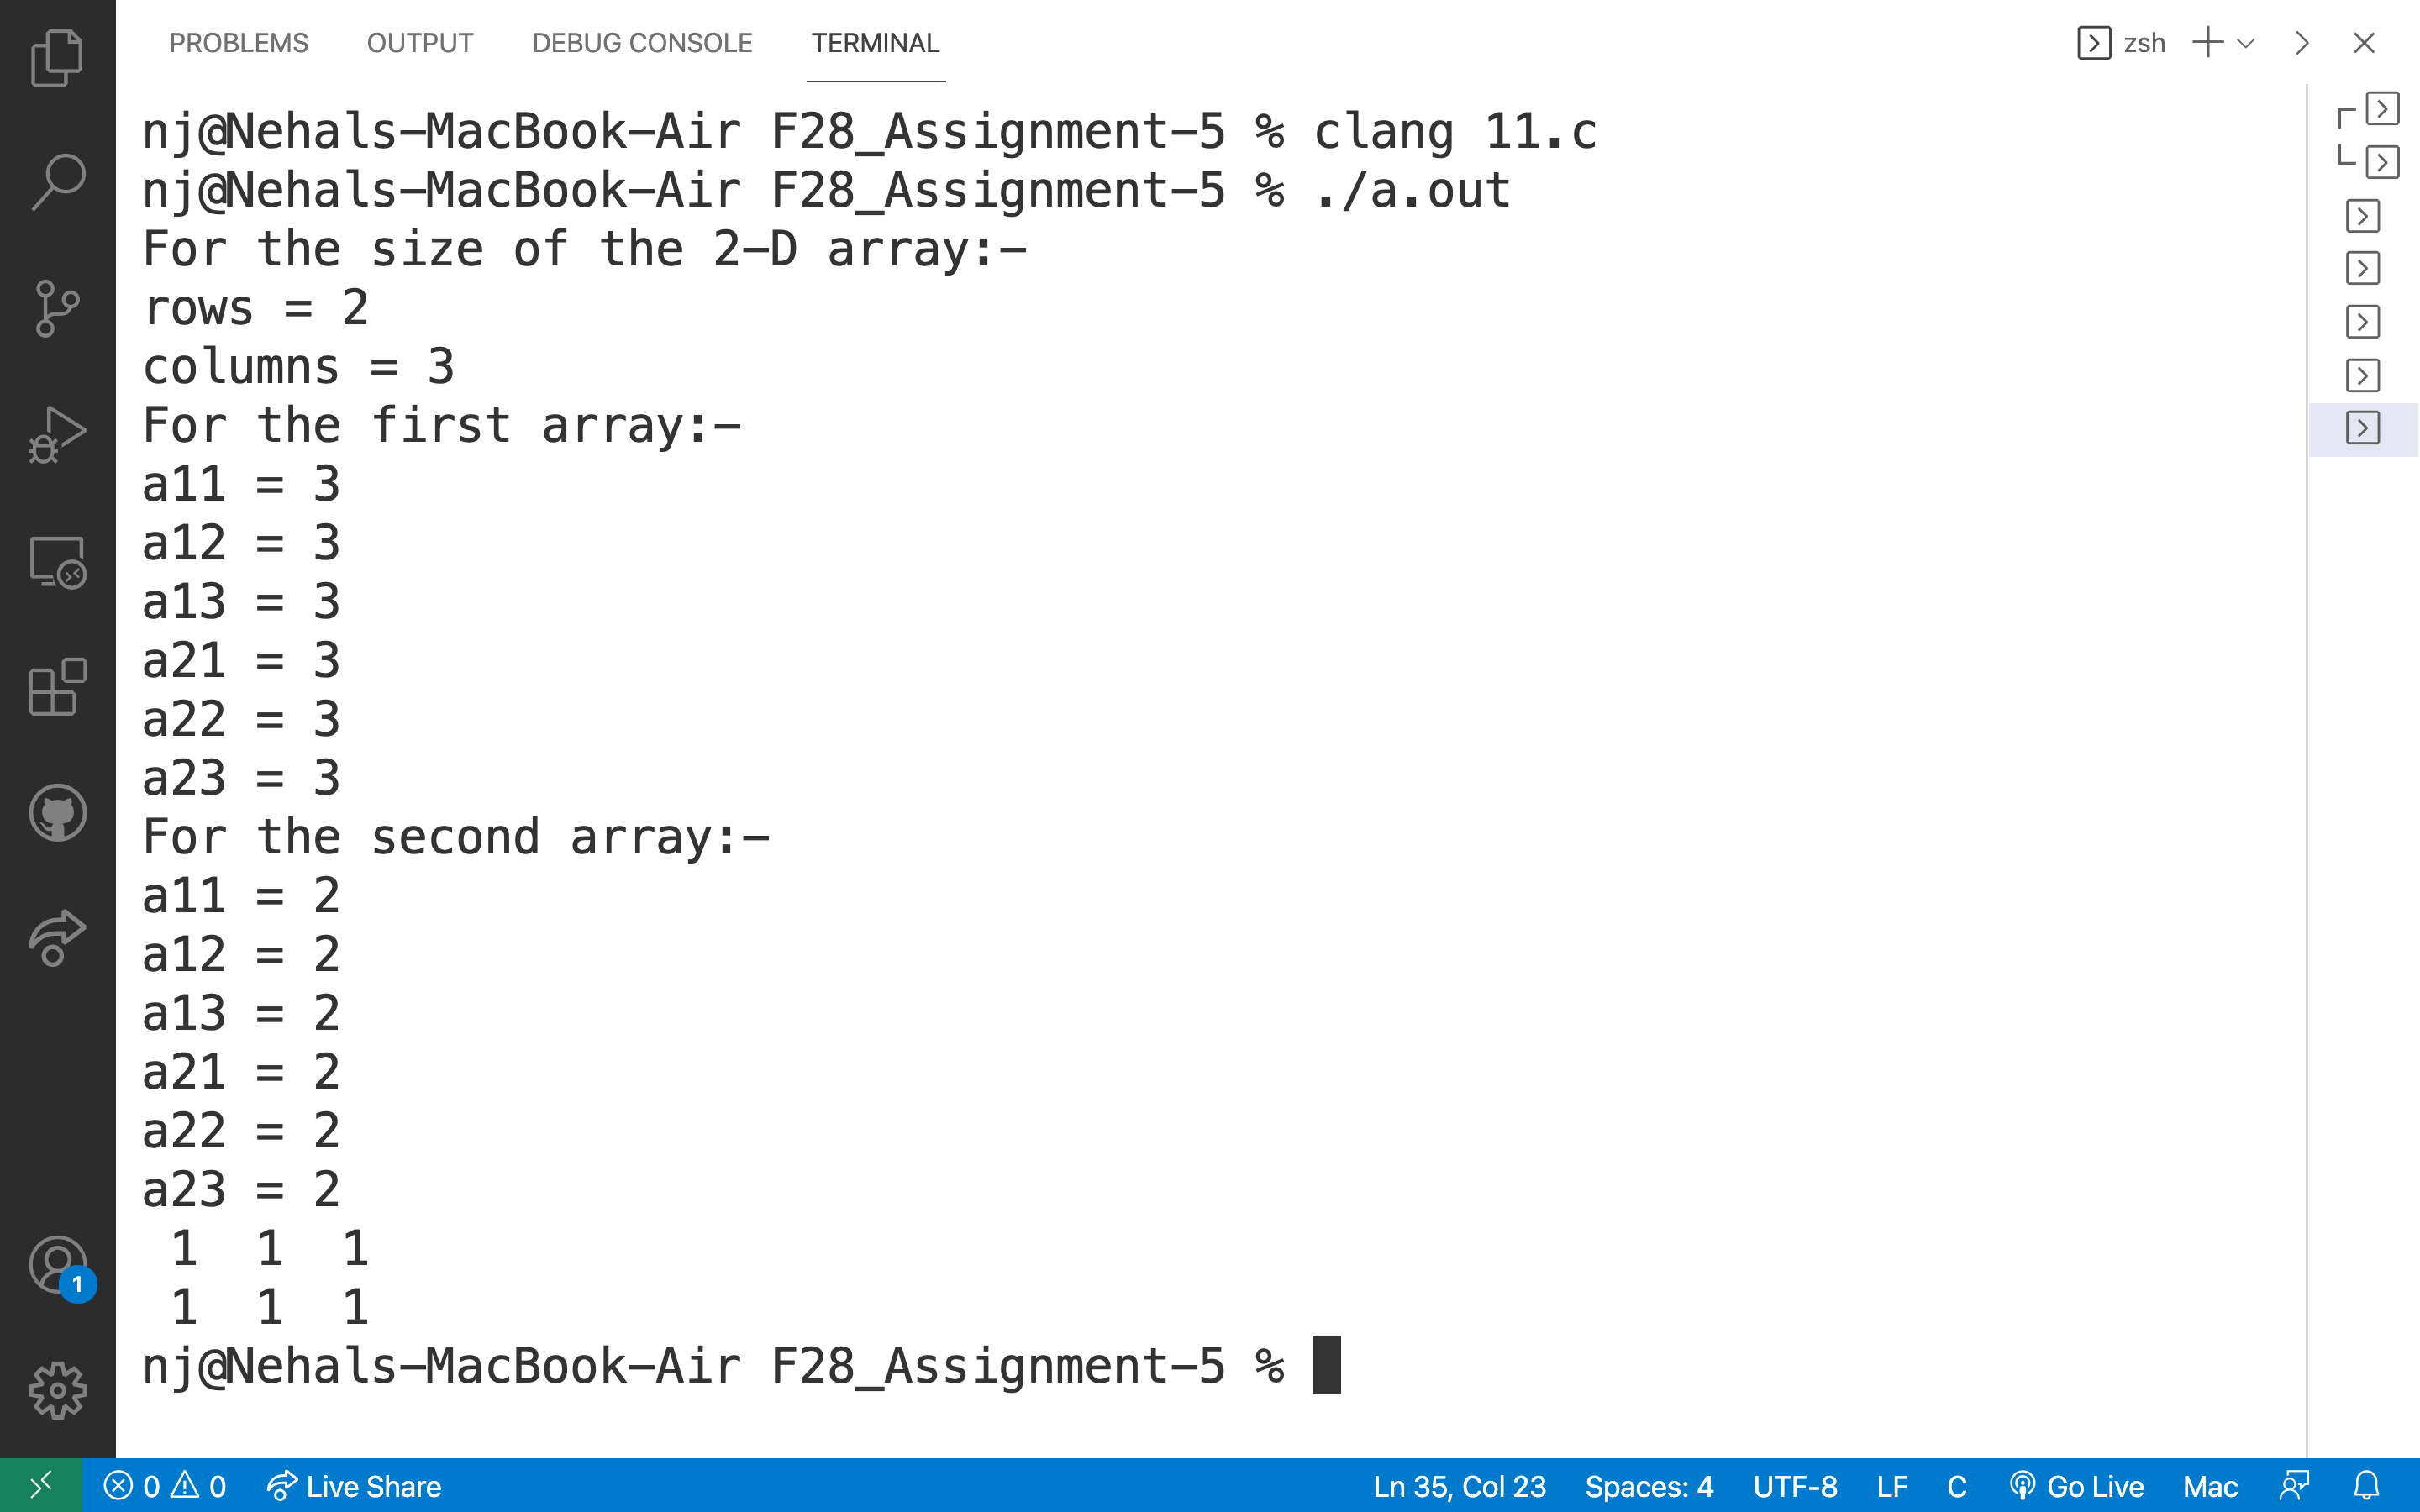 PROBLEMS OUTPUT DEBUG CONSOLE TERMINAL zsh
nj@Nehals-MacBook-Air F28_Assignment-5 % clang 11.c
nj@Nehals-MacBook-Air F28_Assignment-5 % ./a.out
For the size of the 2-D array:-
rows = 2
columns = 3
For the first array:-
a11 = 3
a12 = 3
a13 = 3
a21 = 3
a22 = 3
a23 = 3
For the second array:-
a11 = 2
a12 = 2
a13 = 2
a21 = 2
a22 = 2
a23 = 2
1 1 1
1 1 1
nj@Nehals-MacBook-Air F28_Assignment-5 %
1
0 0 Live Share Ln 35, Col 23 Spaces: 4 UTF-8 LF C Go Live Mac